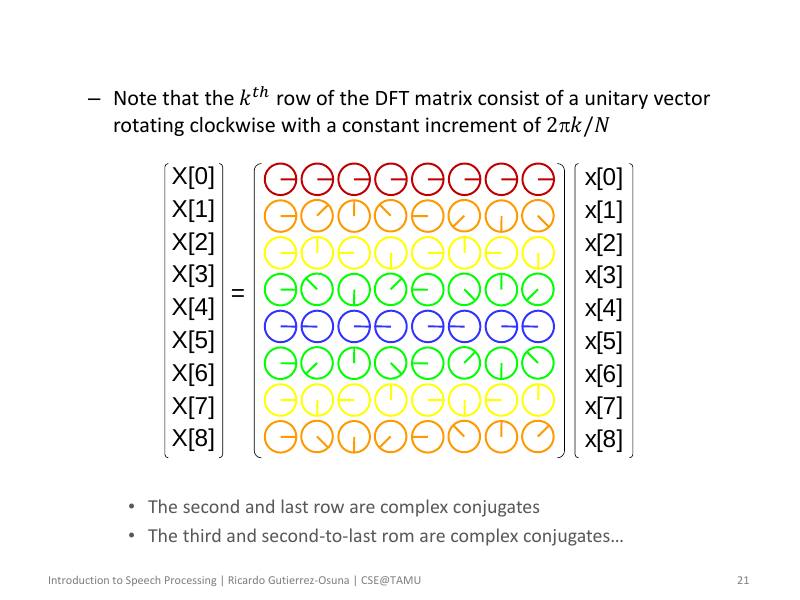 – Note that the 𝑘ᵗʰ row of the DFT matrix consist of a unitary vector
rotating clockwise with a constant increment of 2π𝑘/𝑁
X[0]
X[1]
X[2]
X[3]
X[4]
X[5]
X[6]
X[7]
X[8]
=
x[0]
x[1]
x[2]
x[3]
x[4]
x[5]
x[6]
x[7]
x[8]
• The second and last row are complex conjugates
• The third and second-to-last rom are complex conjugates…
Introduction to Speech Processing | Ricardo Gutierrez-Osuna | CSE@TAMU 21